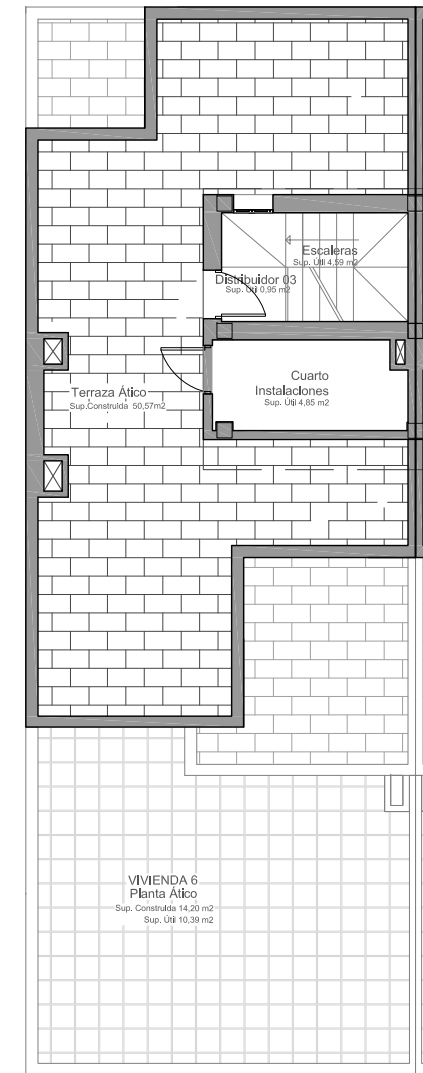 Escaleras
Sup. Útil 4,59 m2
Distribuidor 03
Sup. Útil 0,95 m2
Cuarto
Instalaciones
Sup. Útil 4,85 m2
Terraza Ático
Sup.Construida 50,57m2
VIVIENDA 6
Planta Ático
Sup. Construida 14,20 m2
Sup. Útil 10,39 m2